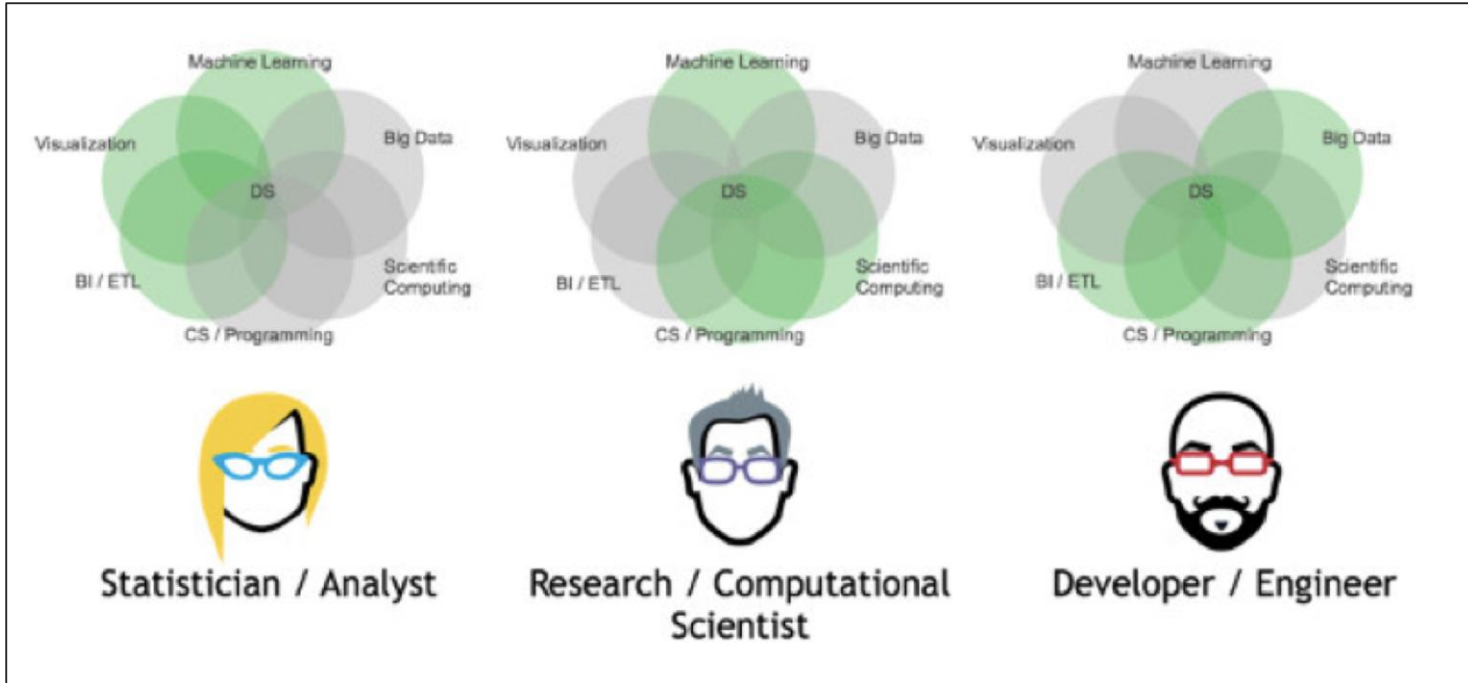 Machine Learning
Visualization
Big Data
DS
BI / ETL
Scientific
Computing
CS / Programming
Statistician / Analyst
Machine Learning
Visualization
Big Data
DS
BI / ETL
Scientific
Computing
CS / Programming
Research / Computational
Scientist
Machine Learning
Visualization
Big Data
DS
BI / ETL
Scientific
Computing
CS / Programming
Developer / Engineer